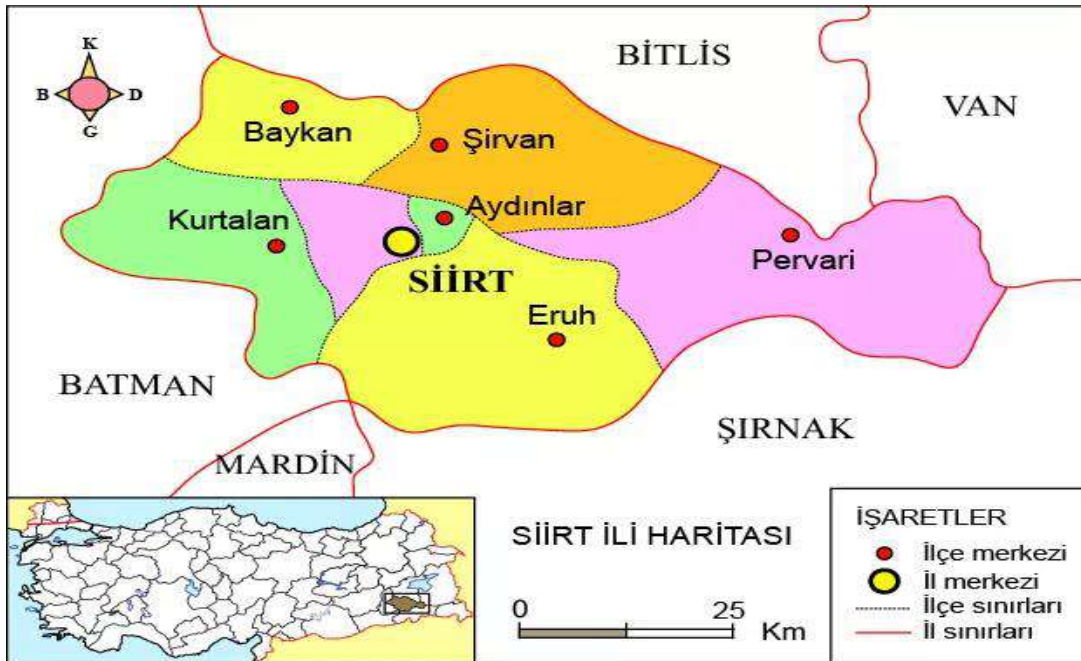 K
B D
G
BİTLİS
VAN
Baykan
Şirvan
Aydınlar
Kurtalan
Pervari
SİİRT
Eruh
BATMAN
ŞIRNAK
MARDİN
SİİRT İLİ HARİTASI
0 25
Km
İŞARETLER
İlçe merkezi
İl merkezi
İlçe sınırları
İl sınırları